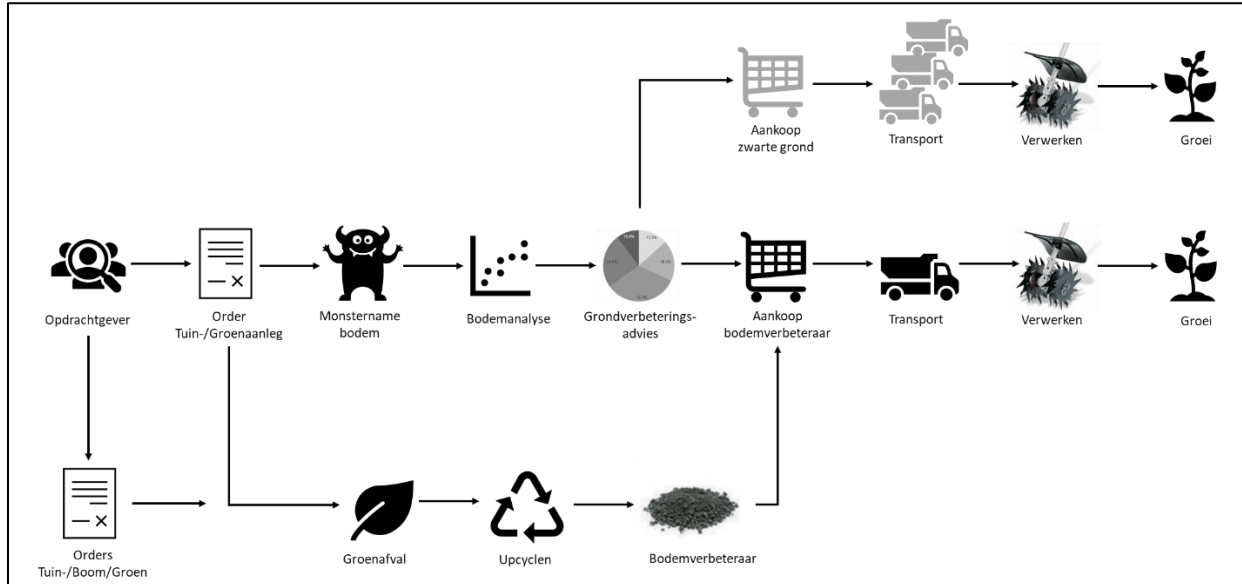 Aankoop
zwarte grond
Transport
Verwerken
Groei
Opdrachtgever
Order
Tuin-/Groenaanleg
Monstername
bodem
Bodemanalyse
Grondverbeterings-
advies
Aankoop
bodemverbeteraar
Transport
Verwerken
Groei
Orders
Tuin-/Boom/Groen
Groenafval
Upcyclen
Bodemverbeteraar